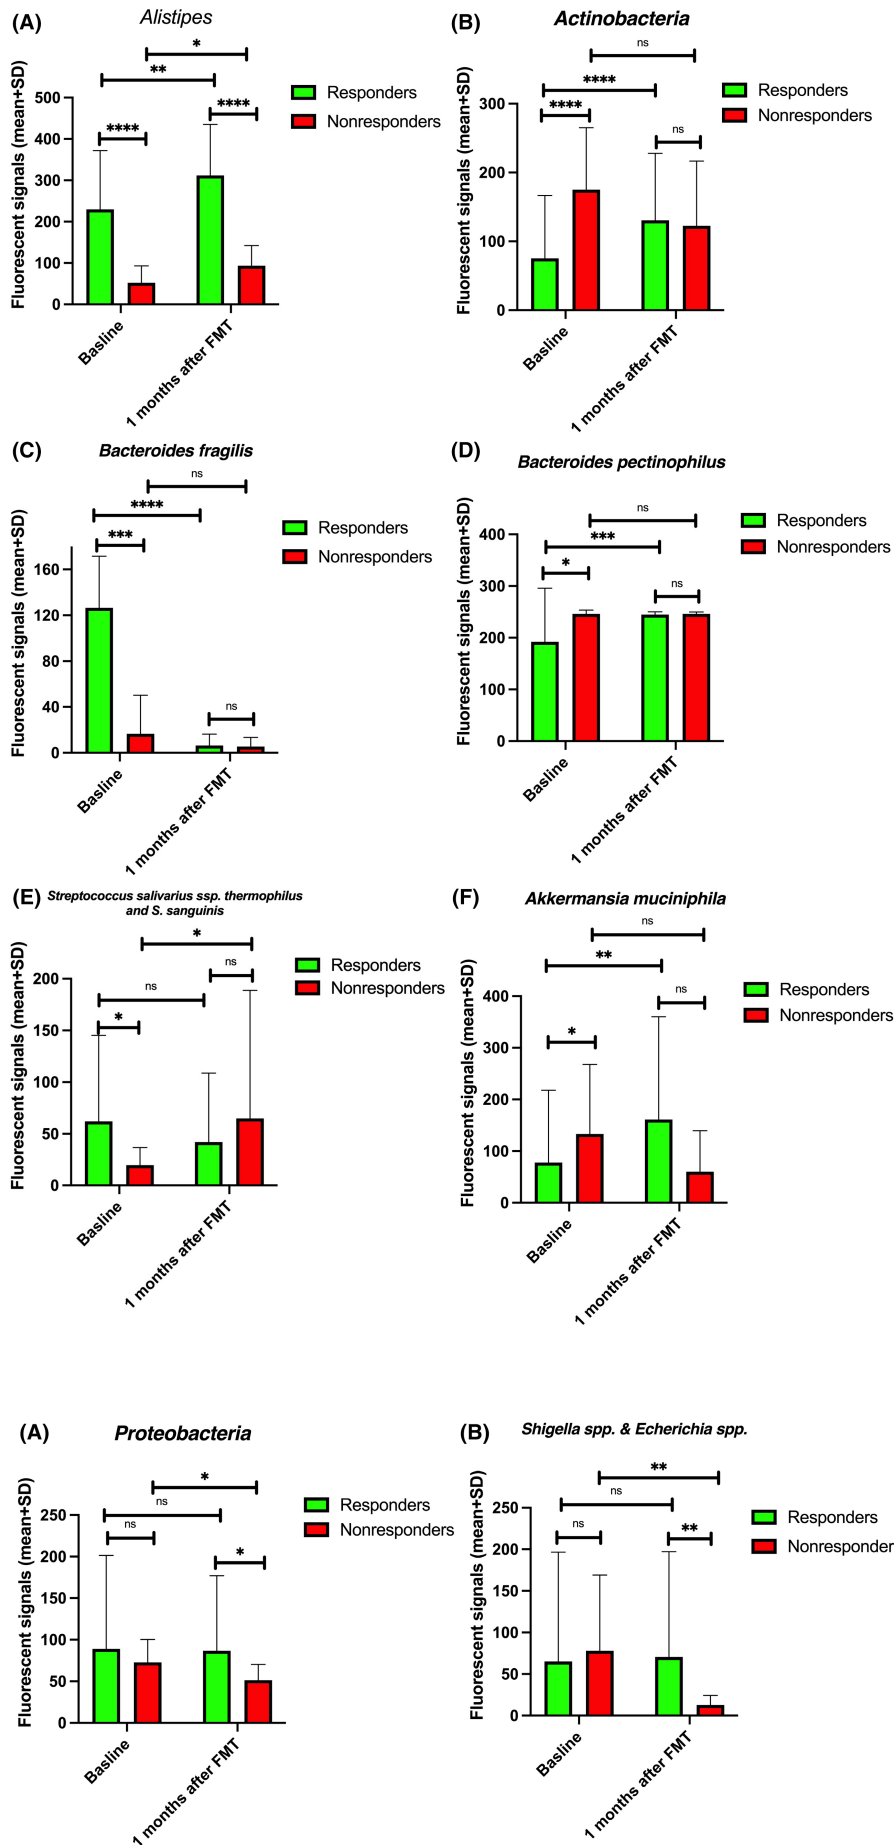 (A)
Alistipes
*
**
****
****
Responders
Nonresponders
Fluorescent signals (mean+SD)
500
400
300
200
100
0
Basline
1 months after FMT
(B)
Actinobacteria
ns
****
****
ns
Responders
Nonresponders
Fluorescent signals (mean+SD)
300
200
100
0
Basline
1 months after FMT
(C)
Bacteroides fragilis
ns
****
***
ns
Responders
Nonresponders
Fluorescent signals (mean+SD)
160
120
80
40
0
Basline
1 months after FMT
(D)
Bacteroides pectinophilus
ns
***
*
ns
Responders
Nonresponders
Fluorescent signals (mean+SD)
400
300
200
100
0
Basline
1 months after FMT
(E)
Streptococcus salivarius ssp. thermophilus
and S. sanguinis
*
ns
ns
*
Responders
Nonresponders
Fluorescent signals (mean+SD)
200
150
100
50
0
Basline
1 months after FMT
(F)
Akkermansia muciniphila
ns
**
ns
*
Responders
Nonresponders
Fluorescent signals (mean+SD)
400
300
200
100
0
Basline
1 months after FMT
(A)
Proteobacteria
*
ns
ns
*
Responders
Nonresponders
Fluorescent signals (mean+SD)
250
200
150
100
50
0
Basline
1 months after FMT
(B)
Shigella spp. & Echerichia spp.
**
ns
ns
**
Responders
Nonresponder
Fluorescent signals (mean+SD)
250
200
150
100
50
0
Basline
1 months after FMT